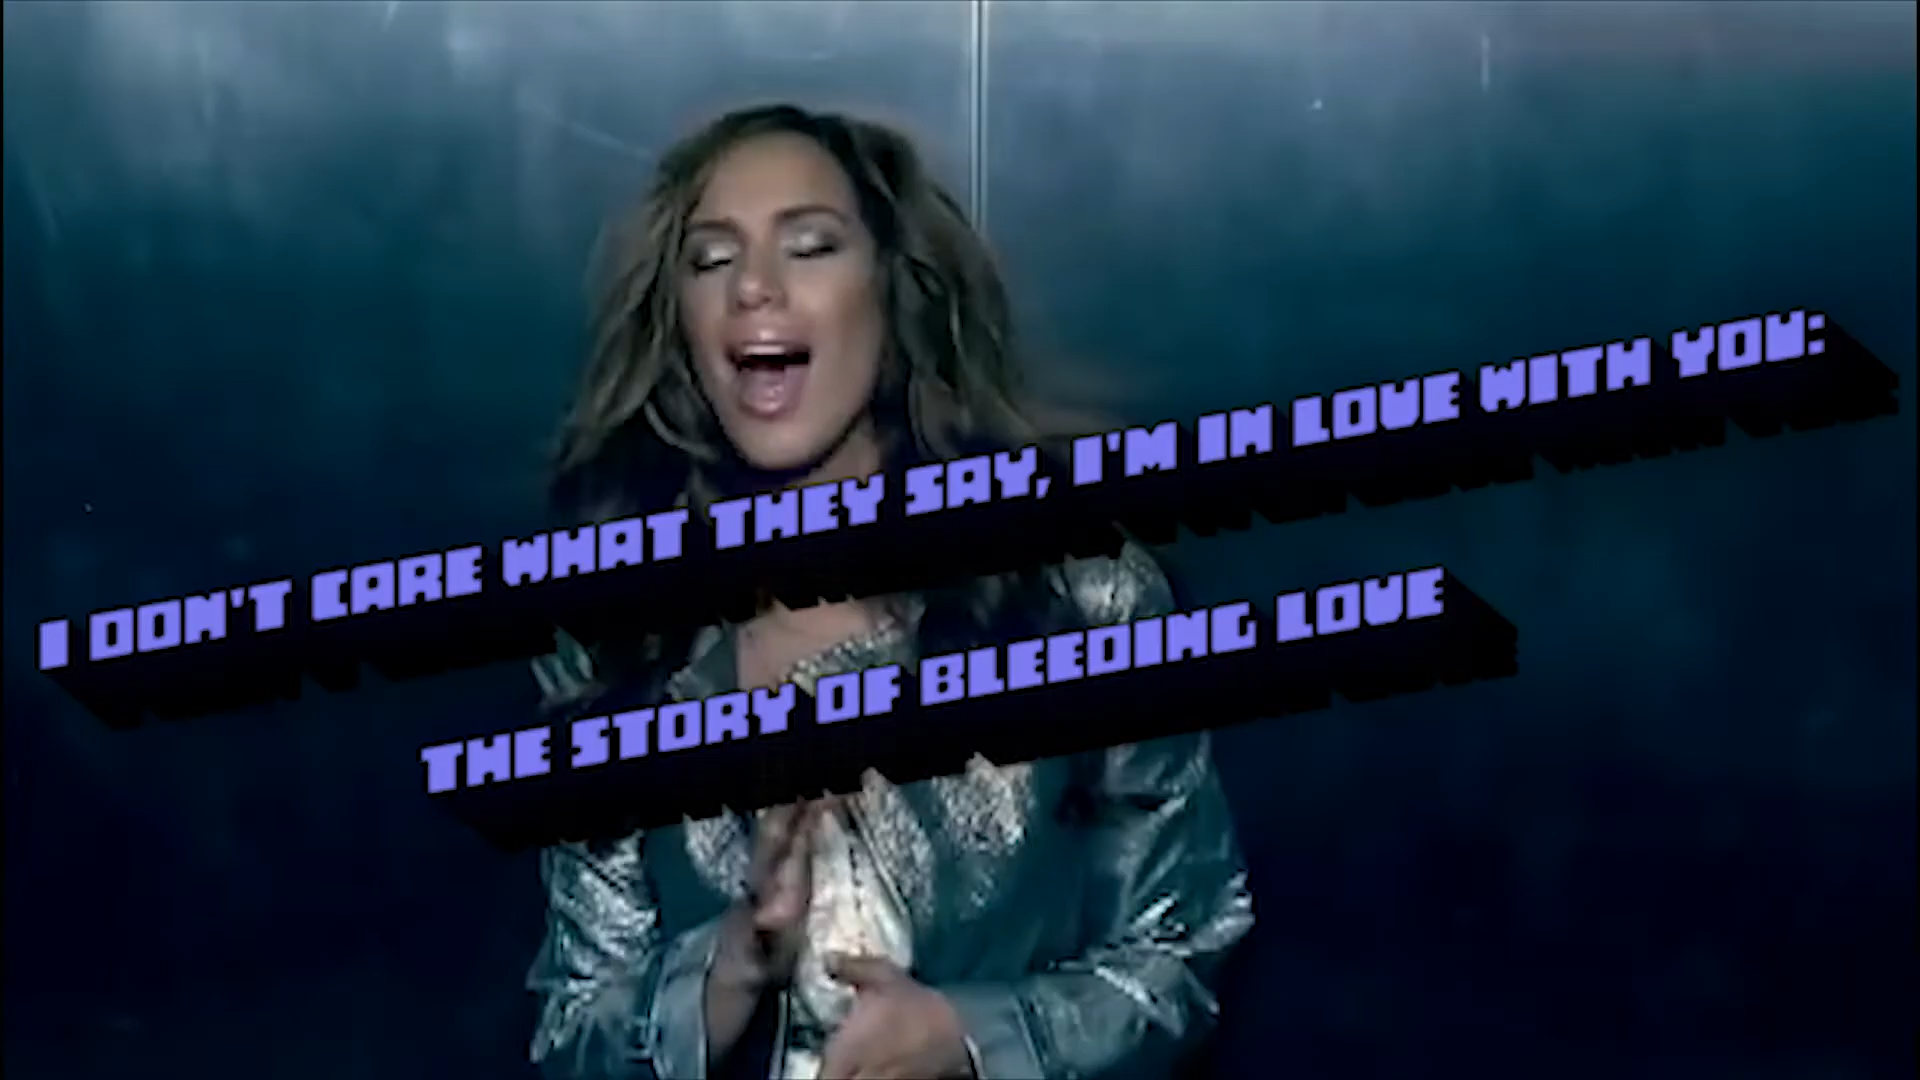 I DON'T CARE WHAT THEY SAY, I'M IN LOVE WITH YOU:
THE STORY OF BLEEDING LOVE